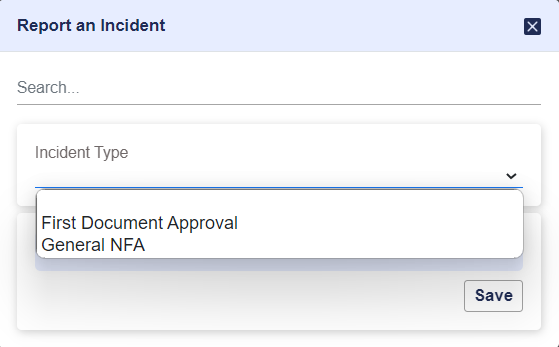 Report an Incident
Search...
Incident Type
First Document Approval
General NFA
Save